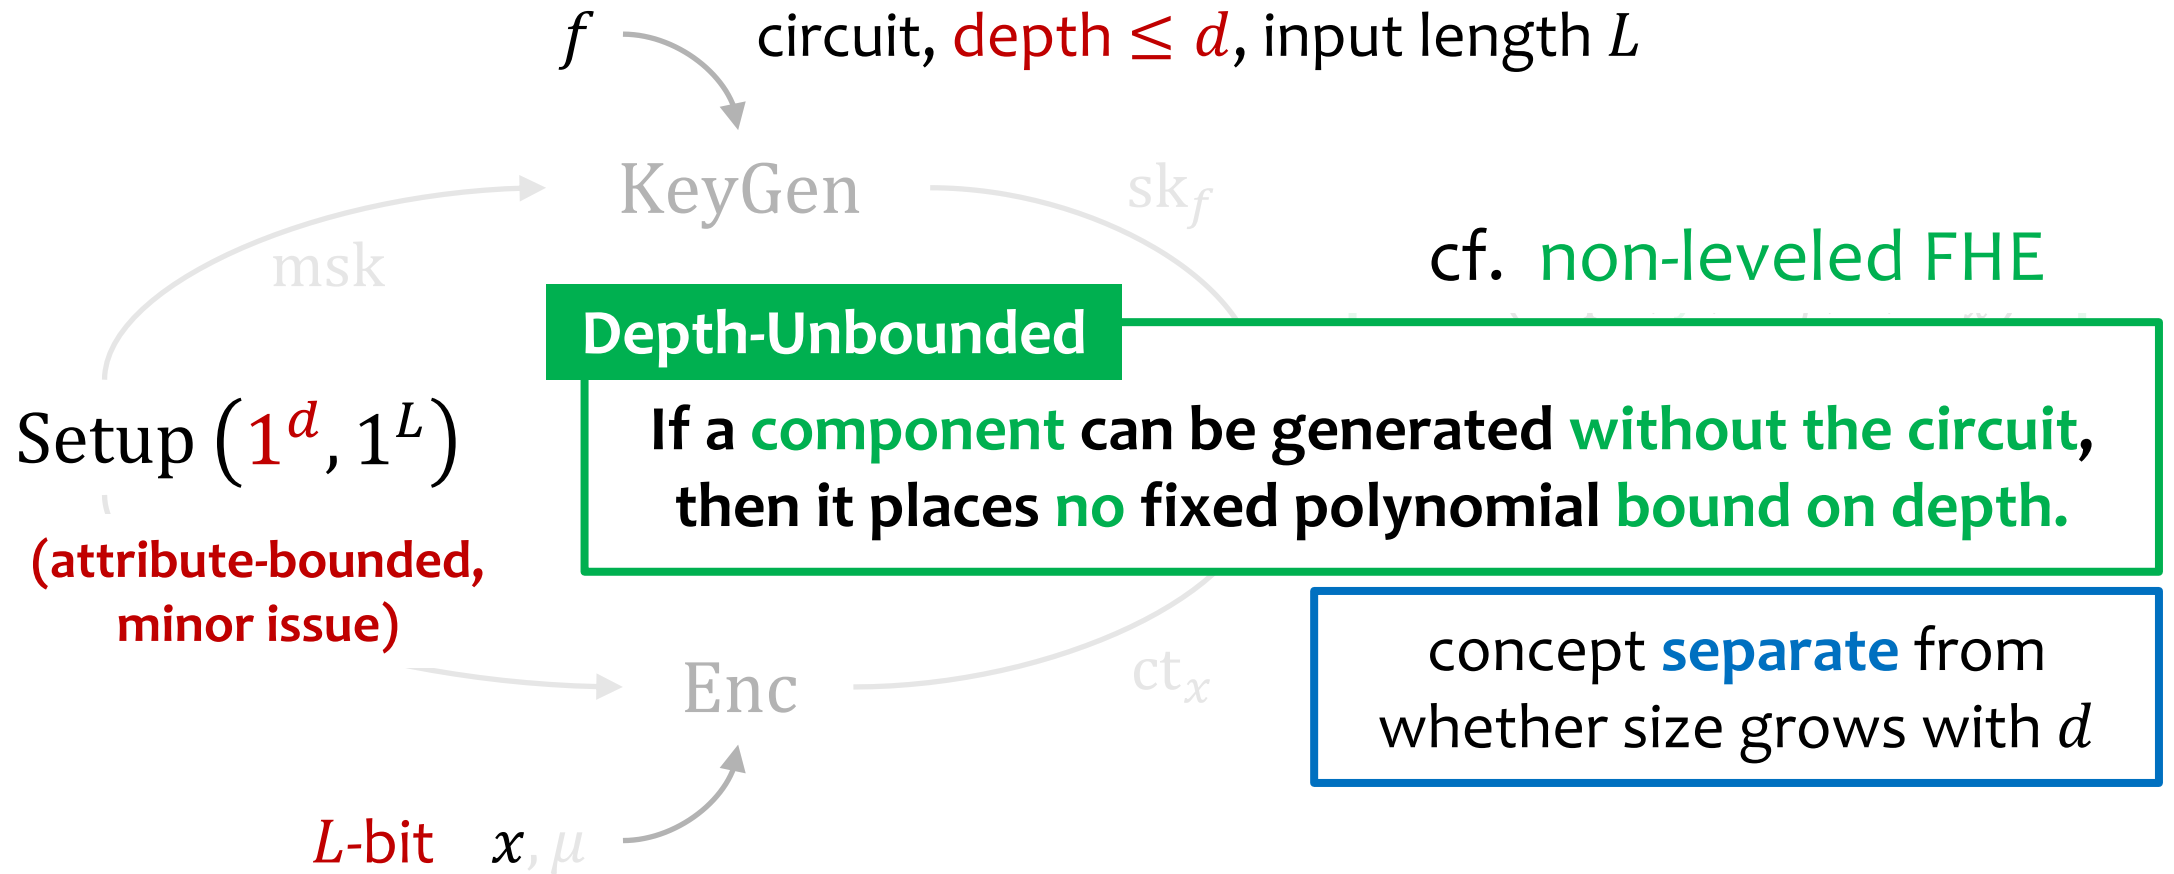 f circuit, depth ≤ d, input length L
KeyGen
sk_f
msk
cf. non-leveled FHE
Depth-Unbounded
If a component can be generated without the circuit,
then it places no fixed polynomial bound on depth.
Setup (1^d, 1^L)
(attribute-bounded,
minor issue)
concept separate from
whether size grows with d
Enc
ct_x
L-bit x, μ